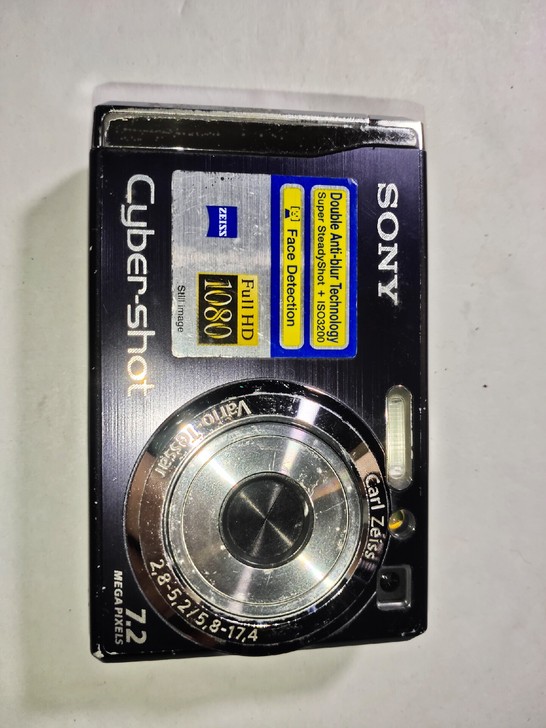 SONY
Double Anti-blur Technology
Super SteadyShot + ISO3200
Face Detection
ZEISS
Full HD
1080
Still image
Cyber-shot
Carl Zeiss
Vario Tessar
2,8-5,2/5,8-17,4
7.2
MEGA PIXELS